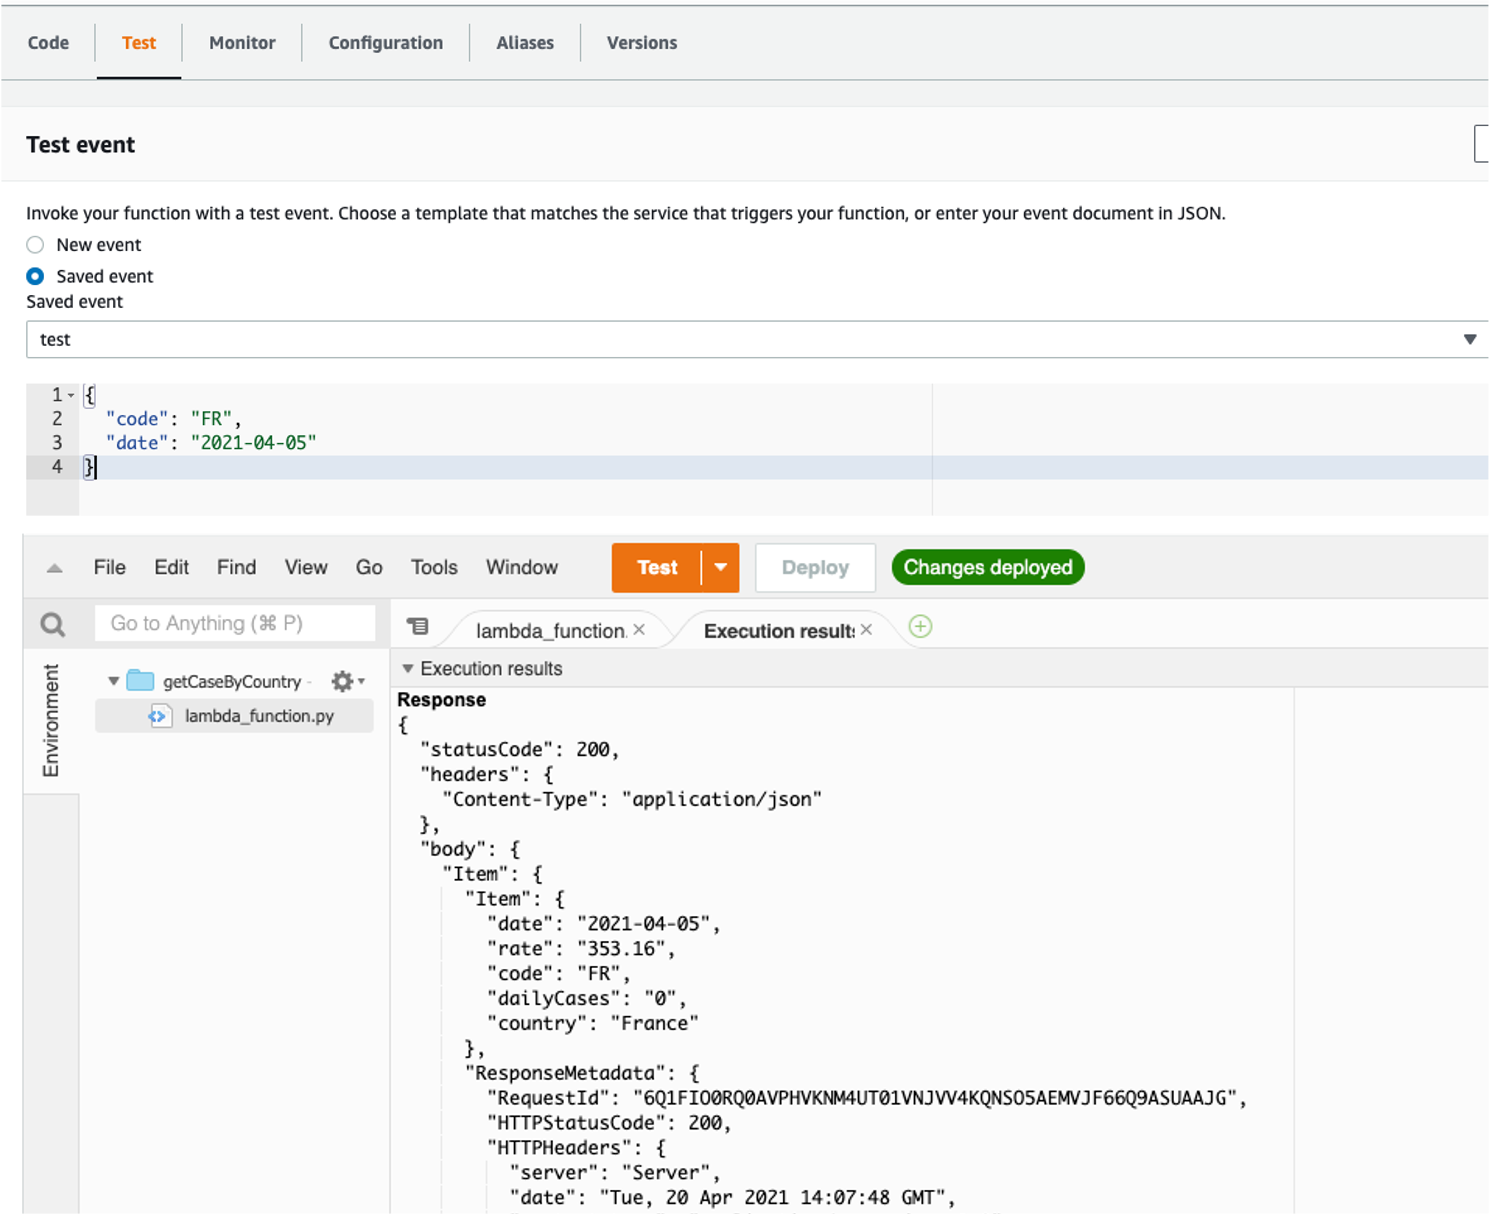 Code Test Monitor Configuration Aliases Versions
Test event
Invoke your function with a test event. Choose a template that matches the service that triggers your function, or enter your event document in JSON.
New event
Saved event
Saved event
test
1 {
2 "code": "FR",
3 "date": "2021-04-05"
4 }
File Edit Find View Go Tools Window Test Deploy Changes deployed
Go to Anything (⌘ P) lambda_function. Execution results
Environment
getCaseByCountry -
lambda_function.py
Execution results
Response
{
"statusCode": 200,
"headers": {
"Content-Type": "application/json"
},
"body": {
"Item": {
"Item": {
"date": "2021-04-05",
"rate": "353.16",
"code": "FR",
"dailyCases": "0",
"country": "France"
},
"ResponseMetadata": {
"RequestId": "6Q1FIO0RQ0AVPHVKNM4UT01VNJVV4KQNSO5AEMVJF66Q9ASUAAJG",
"HTTPStatusCode": 200,
"HTTPHeaders": {
"server": "Server",
"date": "Tue, 20 Apr 2021 14:07:48 GMT",